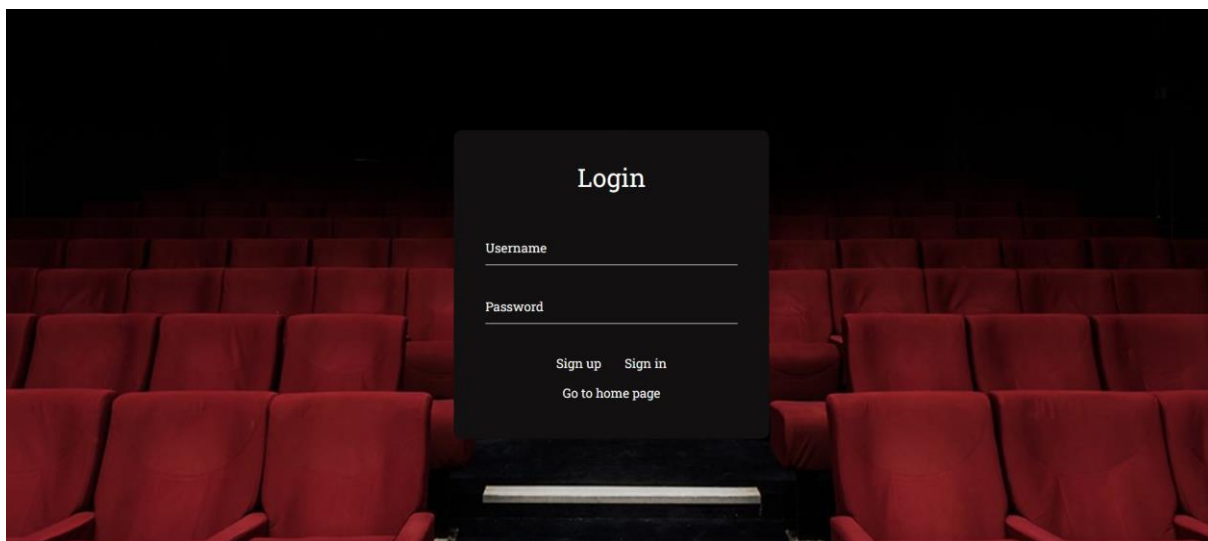 Login
Username
Password
Sign up Sign in
Go to home page